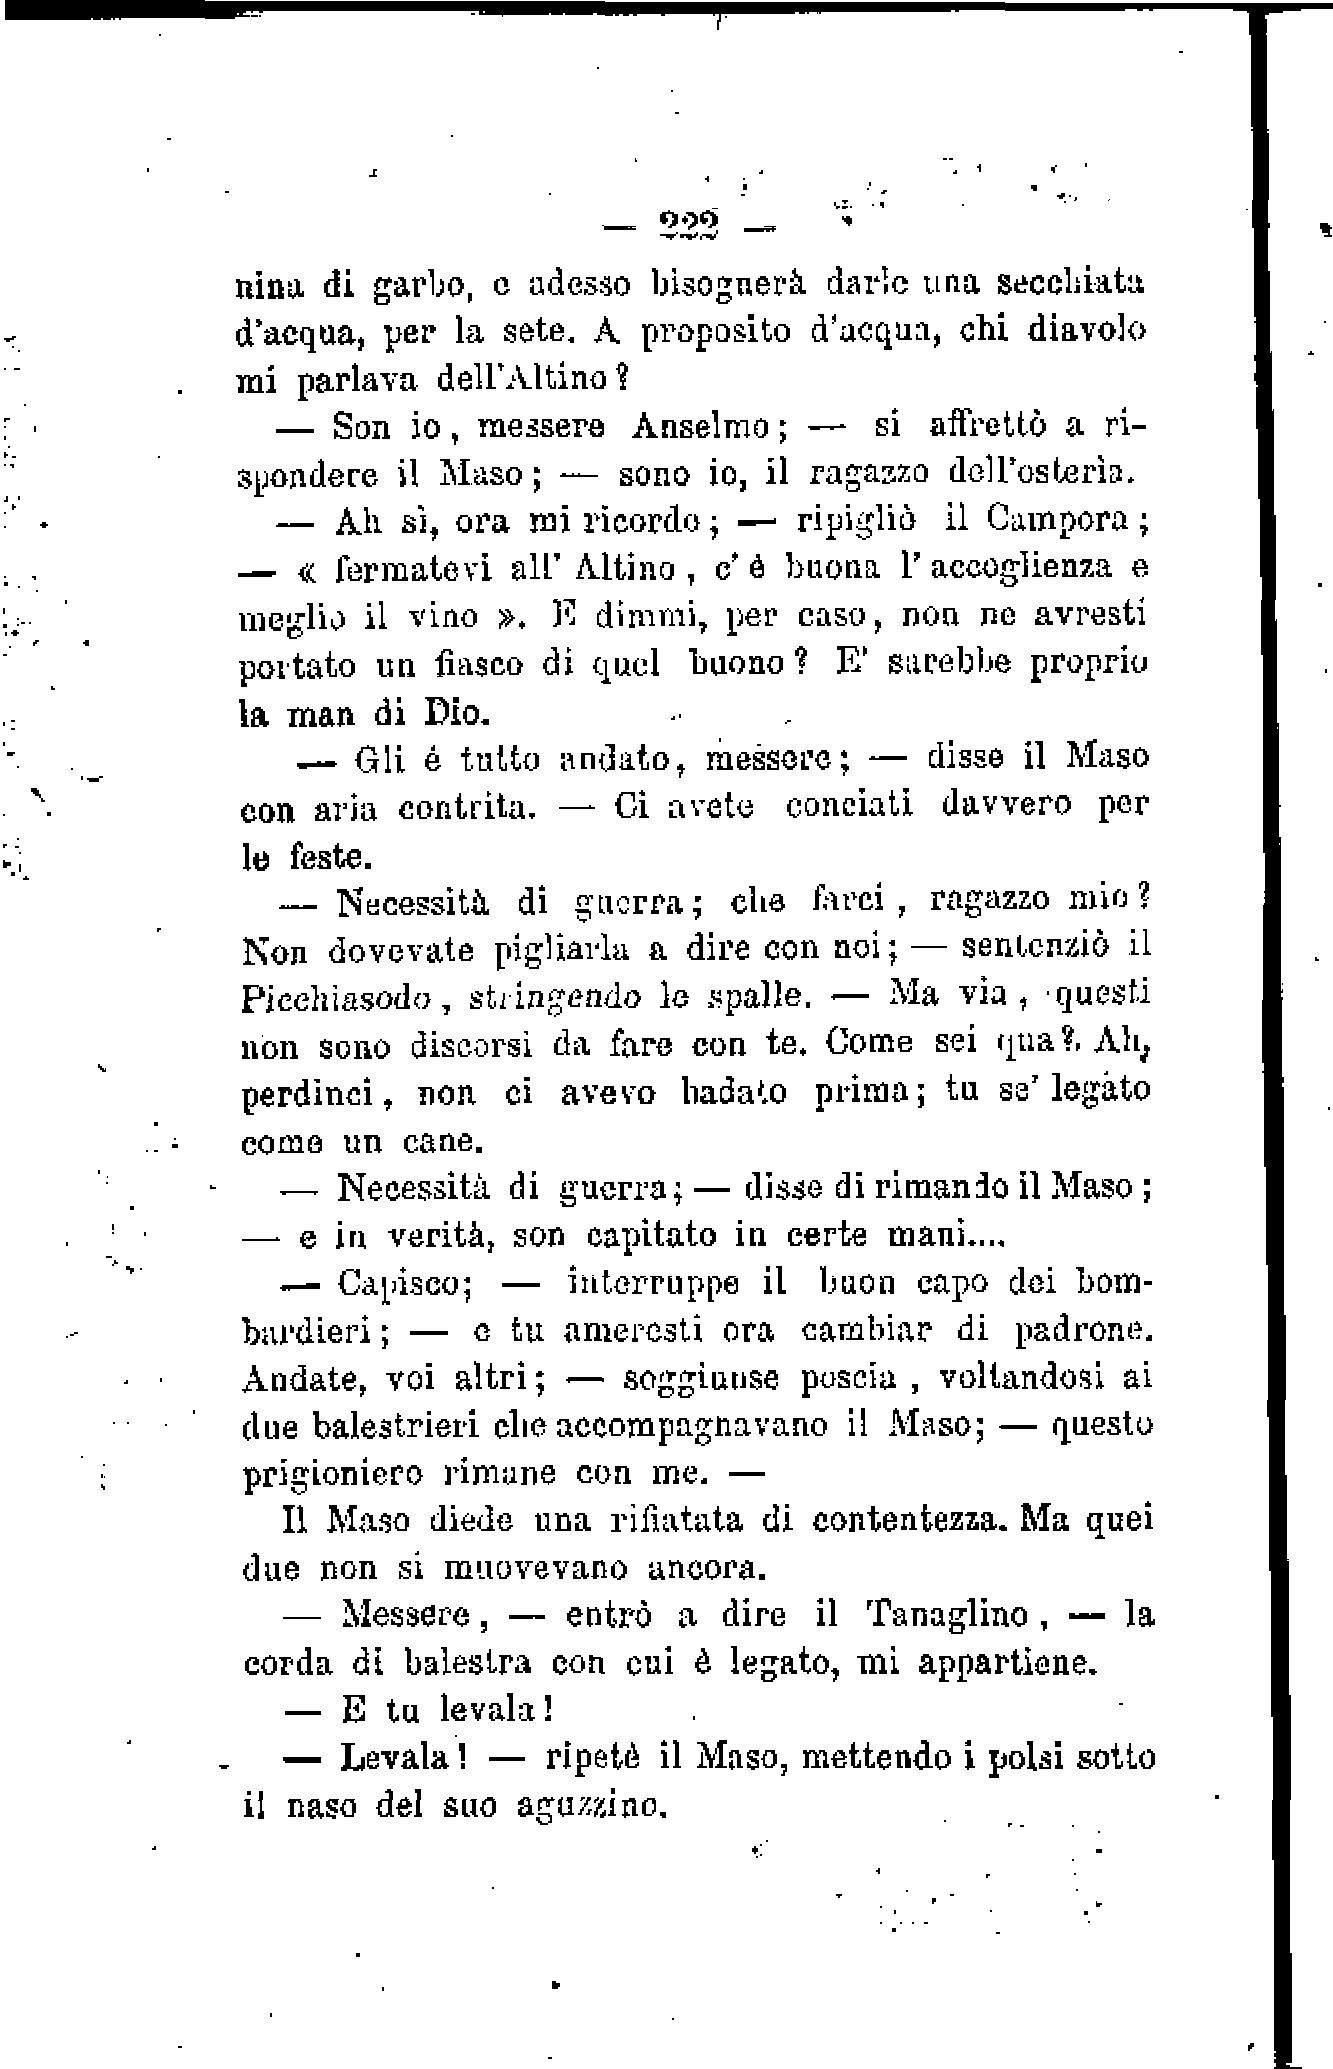 — 222 —
nina di garbo, e adesso bisognerà darle una secchiata
d'acqua, per la sete. A proposito d'acqua, chi diavolo
mi parlava dell'Altino?
— Son io, messere Anselmo; — si affrettò a ri-
spondere il Maso; — sono io, il ragazzo dell'osterìa.
— Ah sì, ora mi ricordo; — ripigliò il Campora;
— « fermatevi all' Altino, c' è buona l' accoglienza e
meglio il vino ». E dimmi, per caso, non ne avresti
portato un fiasco di quel buono? E' sarebbe proprio
la man di Dio.
— Gli é tutto andato, messere; — disse il Maso
con aria contrita. — Ci avete conciati davvero per
le feste.
— Necessità di guerra; che farci, ragazzo mio?
Non dovevate pigliarla a dire con noi; — sentenziò il
Picchiasodo, stringendo le spalle. — Ma via, questi
non sono discorsi da fare con te. Come sei qua?. Ah,
perdinci, non ci avevo badato prima; tu se' legato
come un cane.
— Necessità di guerra; — disse di rimando il Maso;
— e in verità, son capitato in certe mani....
— Capisco; — interruppe il buon capo dei bom-
bardieri; — e tu ameresti ora cambiar di padrone.
Andate, voi altri; — soggiunse poscia, voltandosi ai
due balestrieri che accompagnavano il Maso; — questo
prigioniero rimane con me. —
Il Maso diede una rifiatata di contentezza. Ma quei
due non si muovevano ancora.
— Messere, — entrò a dire il Tanaglino, — la
corda di balestra con cui è legato, mi appartiene.
— E tu levala!
— Levala! — ripetè il Maso, mettendo i polsi sotto
il naso del suo aguzzino.